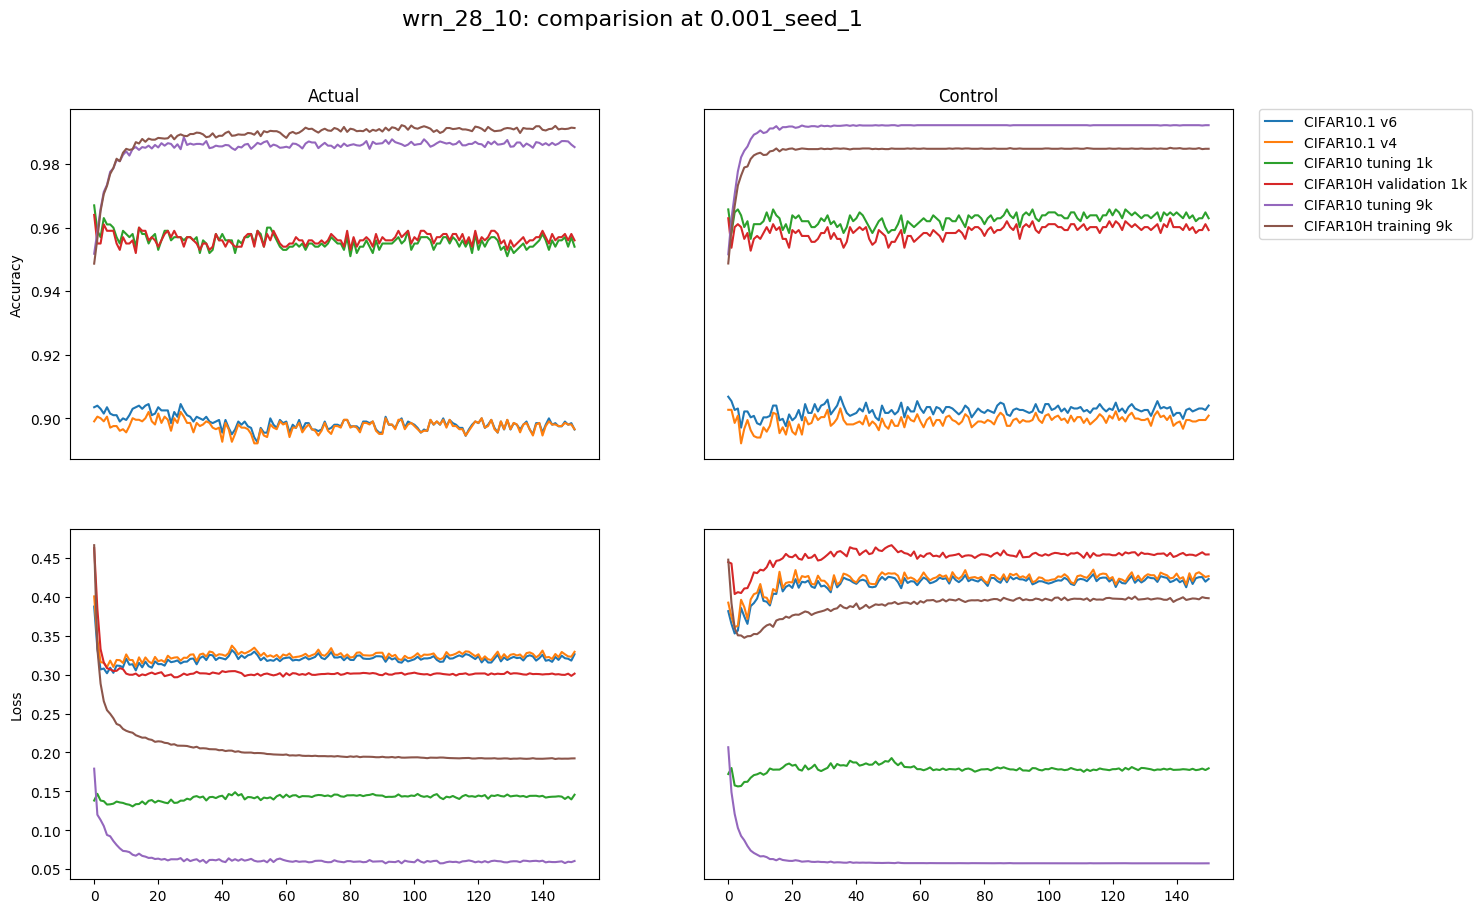 wrn_28_10: comparision at 0.001_seed_1
Actual
Control
CIFAR10.1 v6
CIFAR10.1 v4
CIFAR10 tuning 1k
CIFAR10H validation 1k
CIFAR10 tuning 9k
CIFAR10H training 9k
Accuracy
0.98
0.96
0.94
0.92
0.90
Loss
0.45
0.40
0.35
0.30
0.25
0.20
0.15
0.10
0.05
0 20 40 60 80 100 120 140
0 20 40 60 80 100 120 140